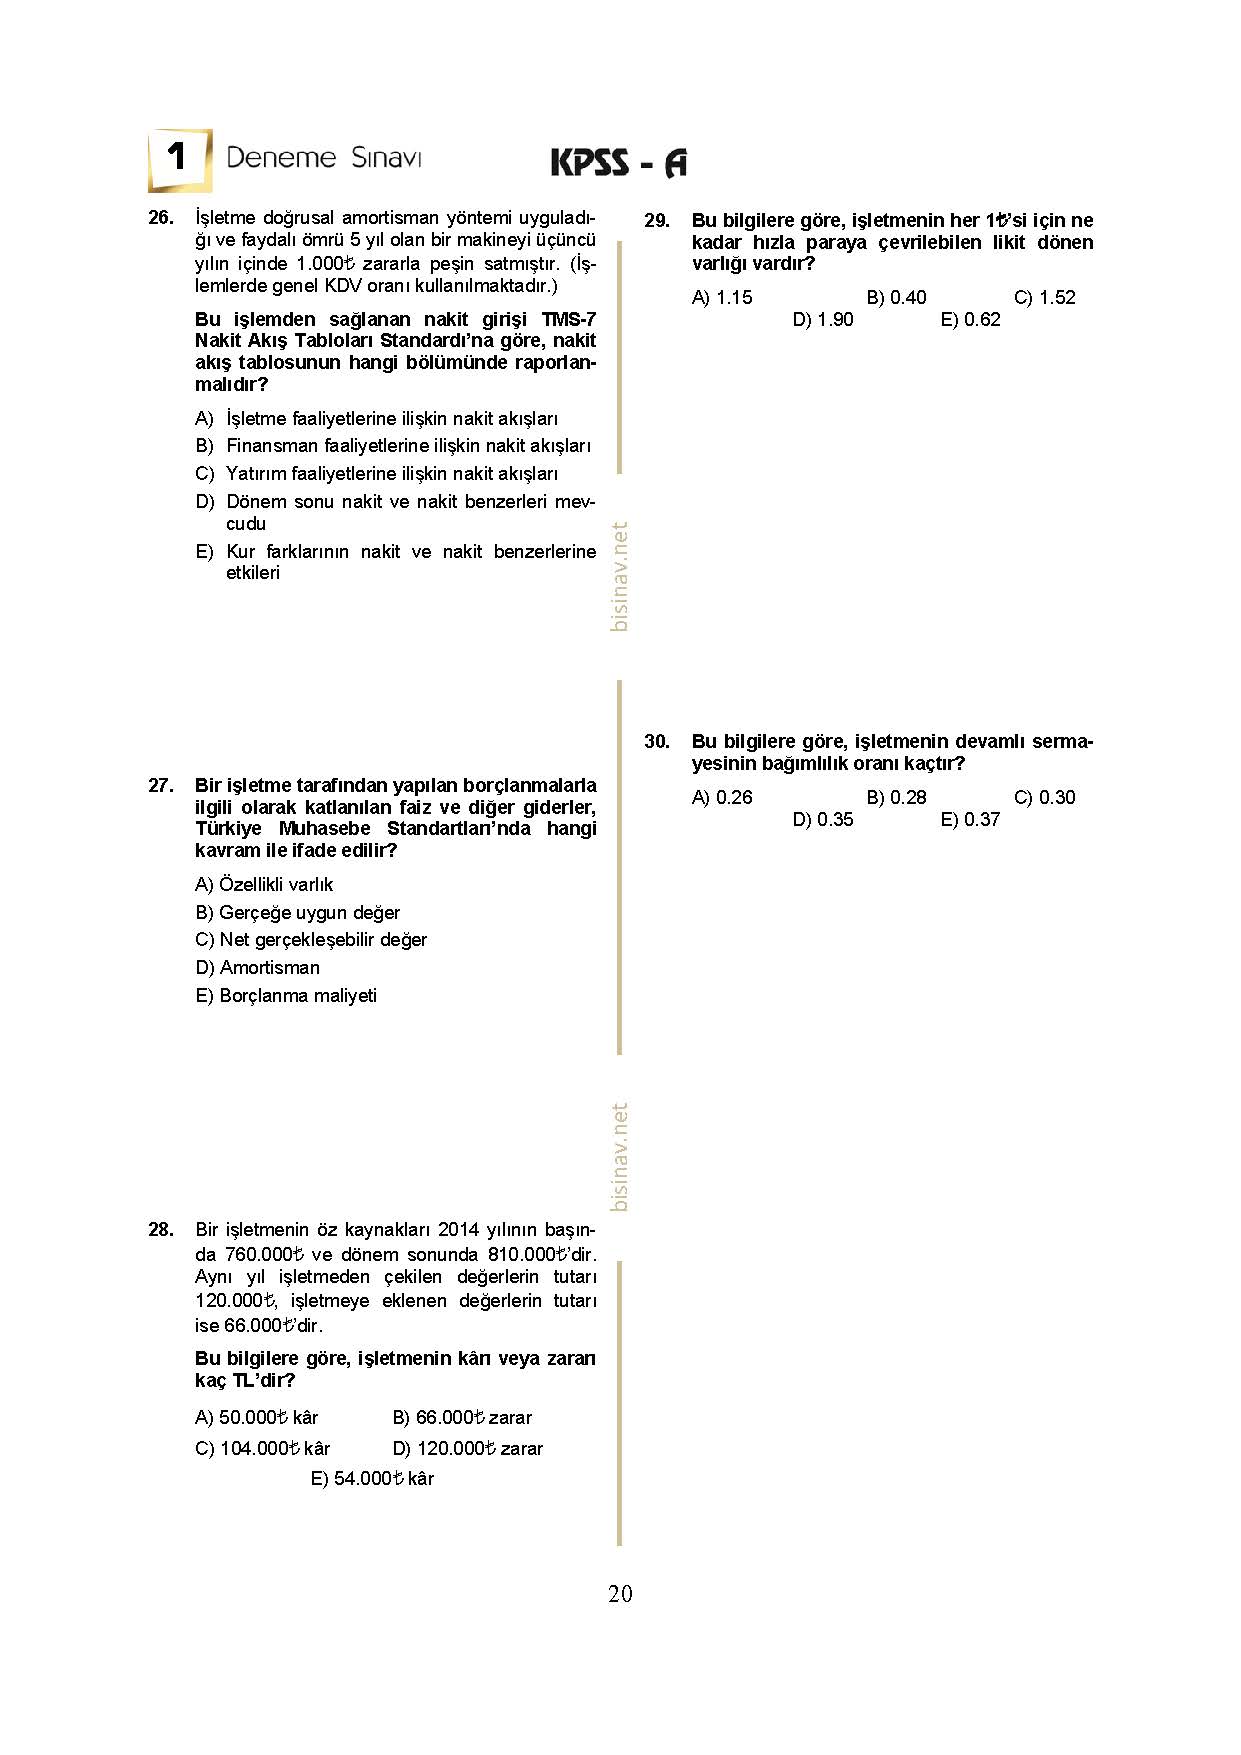 1 Deneme Sınavı KPSS - A
26. İşletme doğrusal amortisman yöntemi uyguladı-
ğı ve faydalı ömrü 5 yıl olan bir makineyi üçüncü
yılın içinde 1.000₺ zararla peşin satmıştır. (İş-
lemlerde genel KDV oranı kullanılmaktadır.)
Bu işlemden sağlanan nakit girişi TMS-7
Nakit Akış Tabloları Standardı’na göre, nakit
akış tablosunun hangi bölümünde raporlan-
malıdır?
A) İşletme faaliyetlerine ilişkin nakit akışları
B) Finansman faaliyetlerine ilişkin nakit akışları
C) Yatırım faaliyetlerine ilişkin nakit akışları
D) Dönem sonu nakit ve nakit benzerleri mev-
cudu
E) Kur farklarının nakit ve nakit benzerlerine
etkileri
27. Bir işletme tarafından yapılan borçlanmalarla
ilgili olarak katlanılan faiz ve diğer giderler,
Türkiye Muhasebe Standartları’nda hangi
kavram ile ifade edilir?
A) Özellikli varlık
B) Gerçeğe uygun değer
C) Net gerçekleşebilir değer
D) Amortisman
E) Borçlanma maliyeti
28. Bir işletmenin öz kaynakları 2014 yılının başın-
da 760.000₺ ve dönem sonunda 810.000₺’dir.
Aynı yıl işletmeden çekilen değerlerin tutarı
120.000₺, işletmeye eklenen değerlerin tutarı
ise 66.000₺’dir.
Bu bilgilere göre, işletmenin kârı veya zararı
kaç TL’dir?
A) 50.000₺ kâr B) 66.000₺ zarar
C) 104.000₺ kâr D) 120.000₺ zarar
E) 54.000₺ kâr
bisinav.net
bisinav.net
29. Bu bilgilere göre, işletmenin her 1₺’si için ne
kadar hızla paraya çevrilebilen likit dönen
varlığı vardır?
A) 1.15 B) 0.40 C) 1.52
D) 1.90 E) 0.62
30. Bu bilgilere göre, işletmenin devamlı serma-
yesinin bağımlılık oranı kaçtır?
A) 0.26 B) 0.28 C) 0.30
D) 0.35 E) 0.37
20